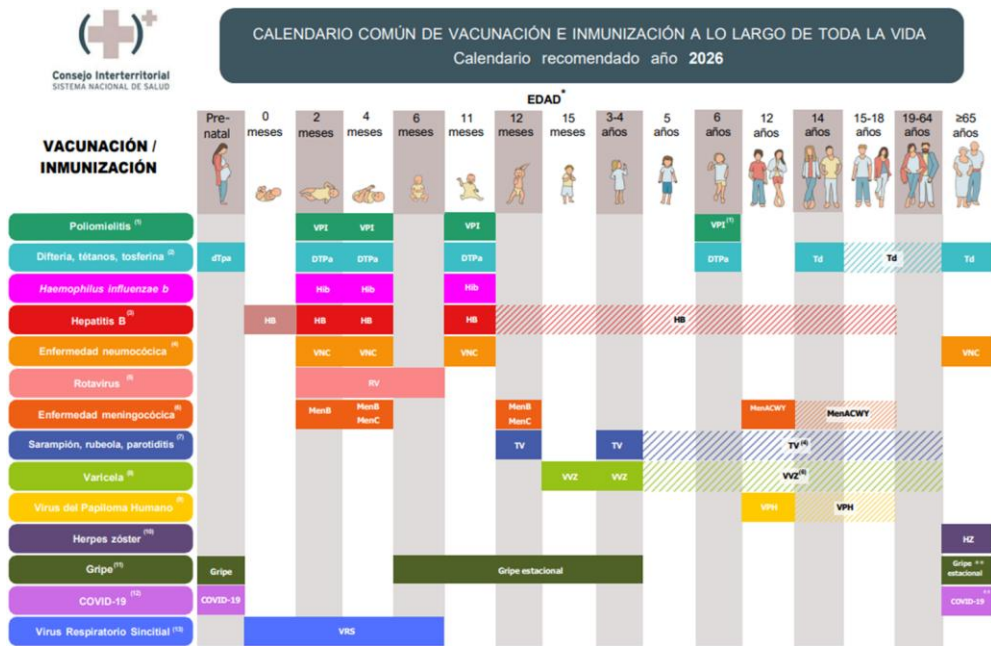 Consejo Interterritorial
SISTEMA NACIONAL DE SALUD
CALENDARIO COMÚN DE VACUNACIÓN E INMUNIZACIÓN A LO LARGO DE TODA LA VIDA
Calendario recomendado año 2026
EDAD*
VACUNACIÓN /
INMUNIZACIÓN
Pre-natal 0 meses 2 meses 4 meses 6 meses 11 meses 12 meses 15 meses 3-4 años 5 años 6 años 12 años 14 años 15-18 años 19-64 años ≥65 años
Poliomielitis (1) VPI VPI VPI VPI(1)
Difteria, tétanos, tosferina (2) dTpa DTPa DTPa DTPa DTPa Td Td Td
Haemophilus influenzae b Hib Hib Hib
Hepatitis B (3) HB HB HB HB HB
Enfermedad neumocócica (4) VNC VNC VNC VNC
Rotavirus (5) RV
Enfermedad meningocócica (6) MenB MenB MenC MenB MenC MenACWY MenACWY
Sarampión, rubeola, parotiditis (7) TV TV TV
Varicela VVZ VVZ VVZ
Virus del Papiloma Humano VPH VPH
Herpes zóster (10) HZ
Gripe (11) Gripe Gripe estacional Gripe ** estacional
COVID-19 (12) COVID-19 COVID-19 **
Virus Respiratorio Sincitial (13) VRS